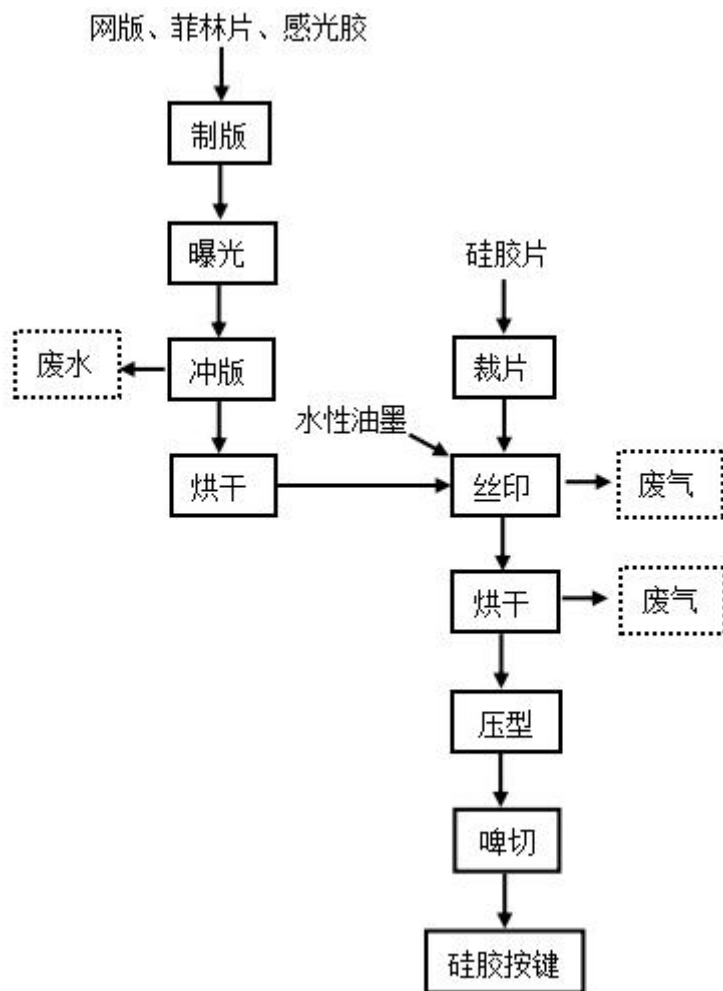 网版、菲林片、感光胶
制版
曝光
硅胶片
废水
冲版
裁片
水性油墨
烘干
丝印
废气
烘干
废气
压型
啤切
硅胶按键